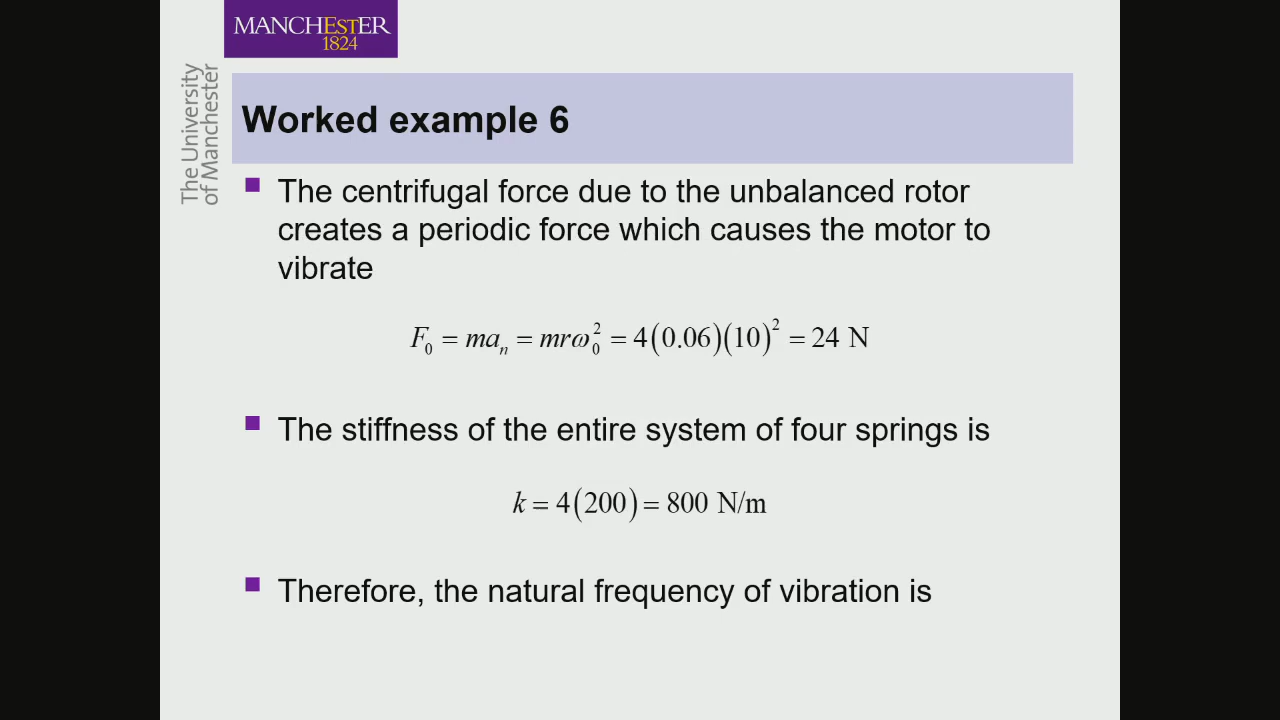 MANCHESTER
1824
The University
of Manchester
Worked example 6
The centrifugal force due to the unbalanced rotor
creates a periodic force which causes the motor to
vibrate
F₀ = maₙ = mrω₀² = 4(0.06)(10)² = 24 N
The stiffness of the entire system of four springs is
k = 4(200) = 800 N/m
Therefore, the natural frequency of vibration is